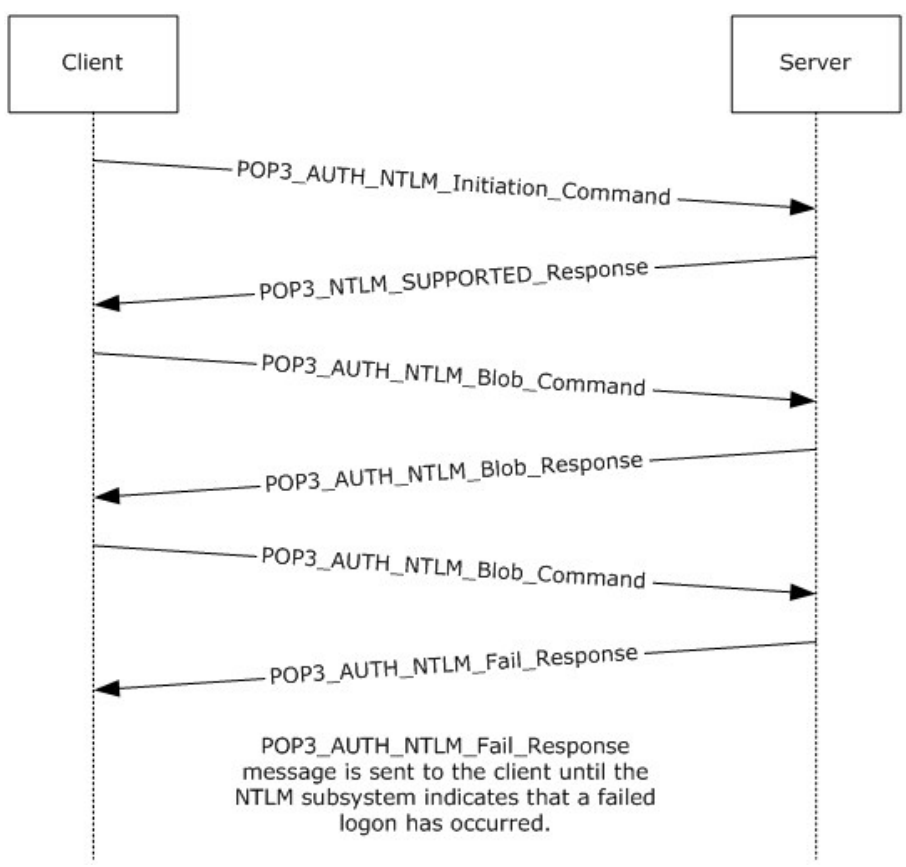 Client
Server
POP3_AUTH_NTLM_Initiation_Command
POP3_NTLM_SUPPORTED_Response
POP3_AUTH_NTLM_Blob_Command
POP3_AUTH_NTLM_Blob_Response
POP3_AUTH_NTLM_Blob_Command
POP3_AUTH_NTLM_Fail_Response
POP3_AUTH_NTLM_Fail_Response
message is sent to the client until the
NTLM subsystem indicates that a failed
logon has occurred.